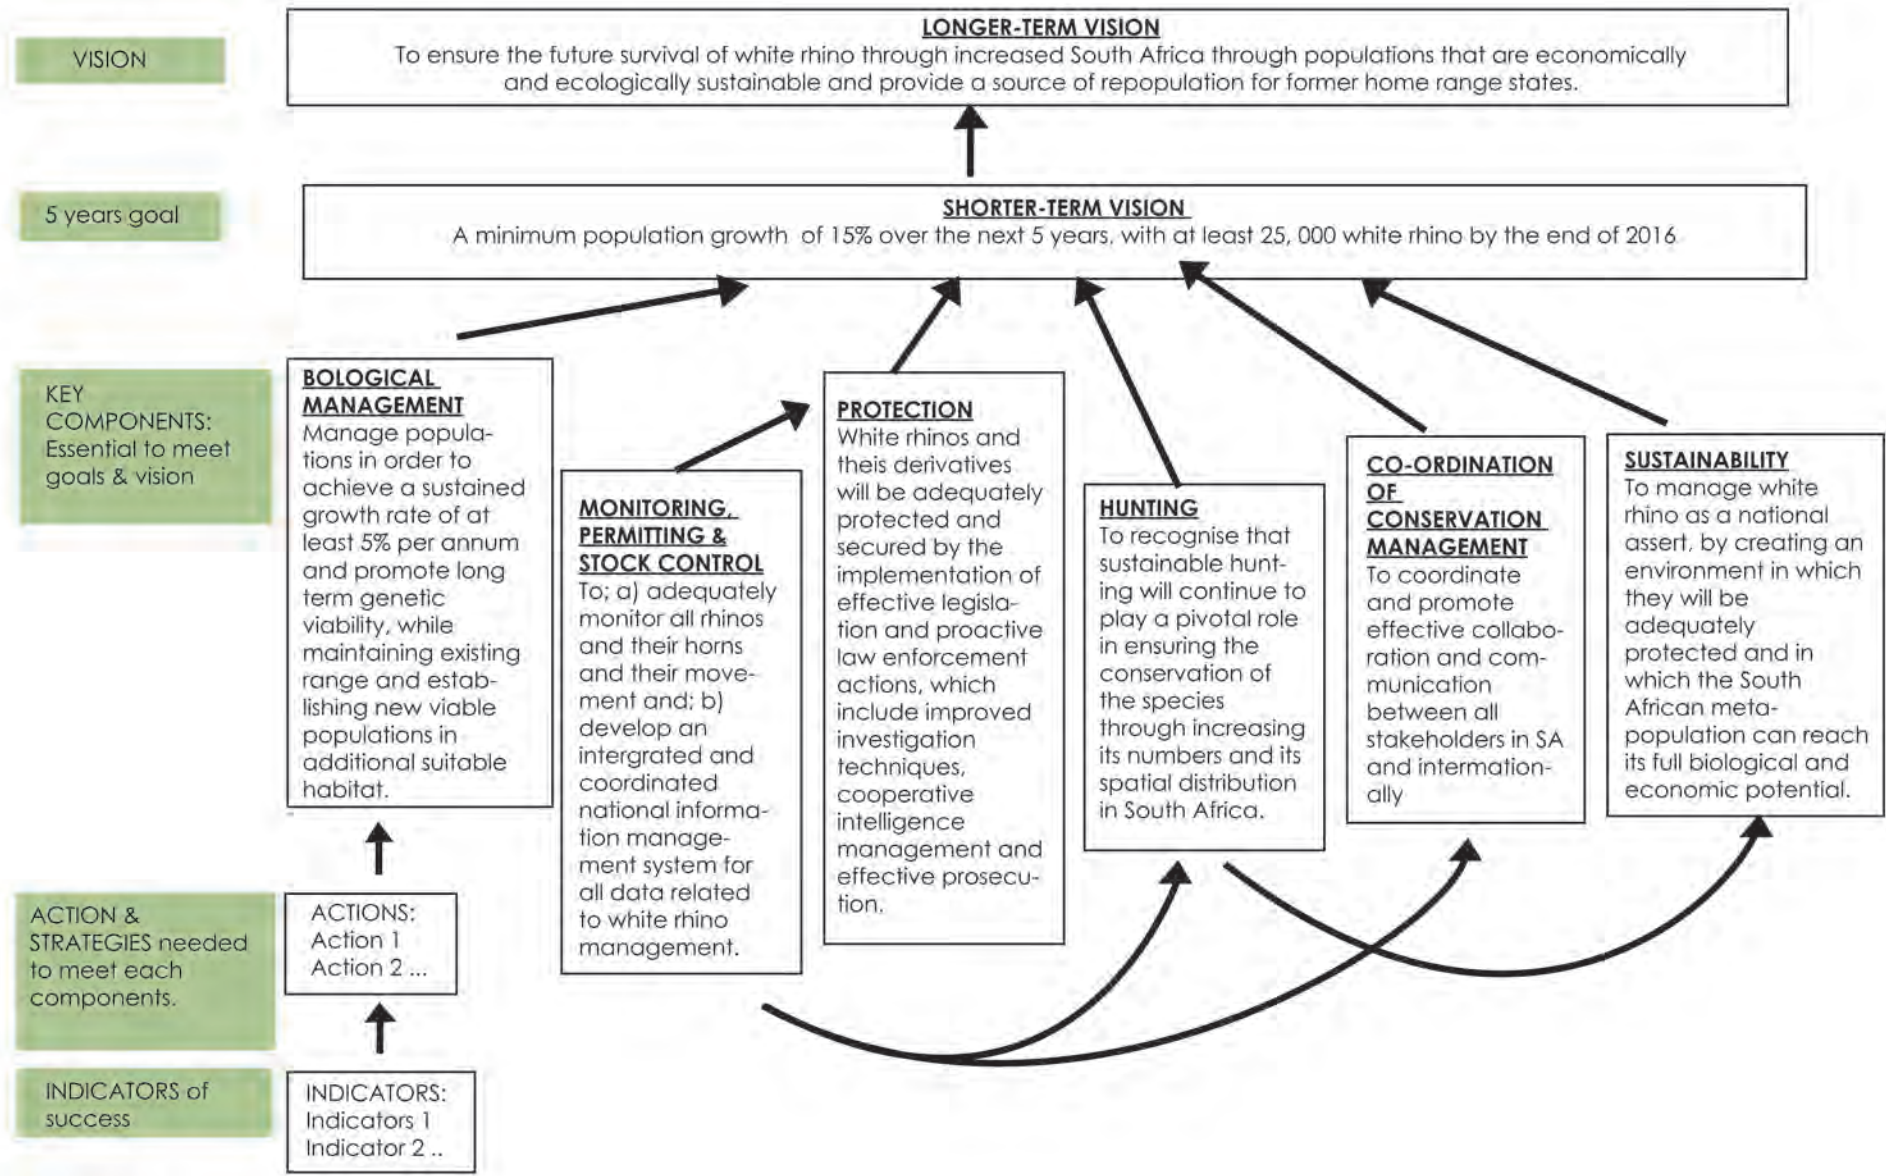 VISION
LONGER-TERM VISION
To ensure the future survival of white rhino through increased South Africa through populations that are economically
and ecologically sustainable and provide a source of repopulation for former home range states.
5 years goal
SHORTER-TERM VISION
A minimum population growth of 15% over the next 5 years, with at least 25, 000 white rhino by the end of 2016
KEY
COMPONENTS:
Essential to meet
goals & vision
BOLOGICAL
MANAGEMENT
Manage popula-
tions in order to
achieve a sustained
growth rate of at
least 5% per annum
and promote long
term genetic
viability, while
maintaining existing
range and estab-
lishing new viable
populations in
additional suitable
habitat.
MONITORING,
PERMITTING &
STOCK CONTROL
To; a) adequately
monitor all rhinos
and their horns
and their move-
ment and; b)
develop an
intergrated and
coordinated
national informa-
tion manage-
ment system for
all data related
to white rhino
management.
PROTECTION
White rhinos and
theis derivatives
will be adequately
protected and
secured by the
implementation of
effective legisla-
tion and proactive
law enforcement
actions, which
include improved
investigation
techniques,
cooperative
intelligence
management and
effective prosecu-
tion.
HUNTING
To recognise that
sustainable hunt-
ing will continue to
play a pivotal role
in ensuring the
conservation of
the species
through increasing
its numbers and its
spatial distribution
in South Africa.
CO-ORDINATION
OF
CONSERVATION
MANAGEMENT
To coordinate
and promote
effective collabo-
ration and com-
munication
between all
stakeholders in SA
and intermation-
ally
SUSTAINABILITY
To manage white
rhino as a national
assert, by creating an
environment in which
they will be
adequately
protected and in
which the South
African meta-
population can reach
its full biological and
economic potential.
ACTION &
STRATEGIES needed
to meet each
components.
ACTIONS:
Action 1
Action 2 ...
INDICATORS of
success
INDICATORS:
Indicators 1
Indicator 2 ..